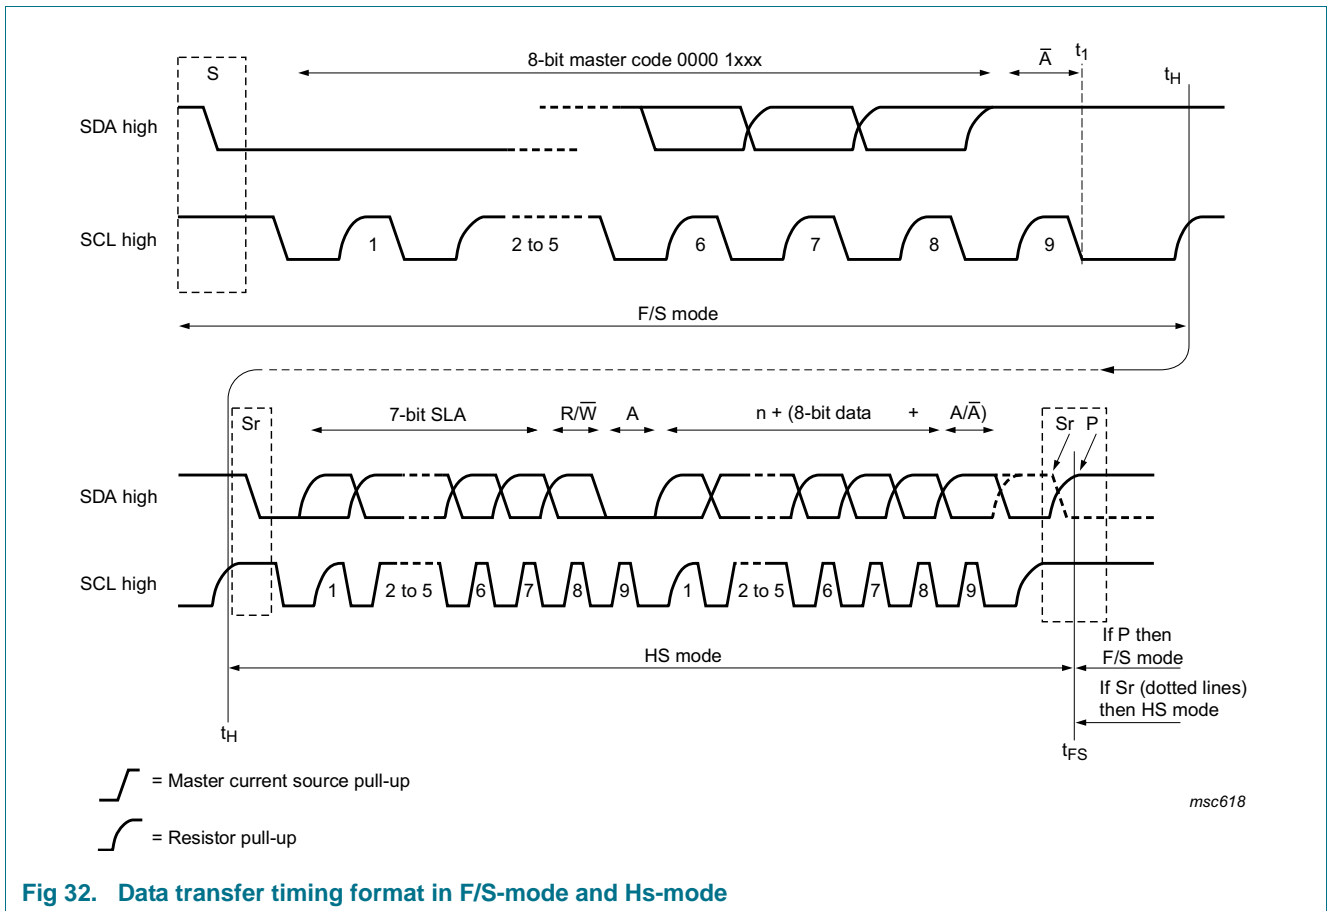 S
8-bit master code 0000 1xxx
A̅
t1
tH
SDA high
SCL high
1
2 to 5
6
7
8
9
F/S mode
Sr
7-bit SLA
R/W̅
A
n + (8-bit data
+
A/A̅)
Sr P
SDA high
SCL high
1
2 to 5
6
7
8
9
1
2 to 5
6
7
8
9
HS mode
If P then
F/S mode
If Sr (dotted lines)
then HS mode
tH
tFS
= Master current source pull-up
msc618
= Resistor pull-up
Fig 32. Data transfer timing format in F/S-mode and Hs-mode